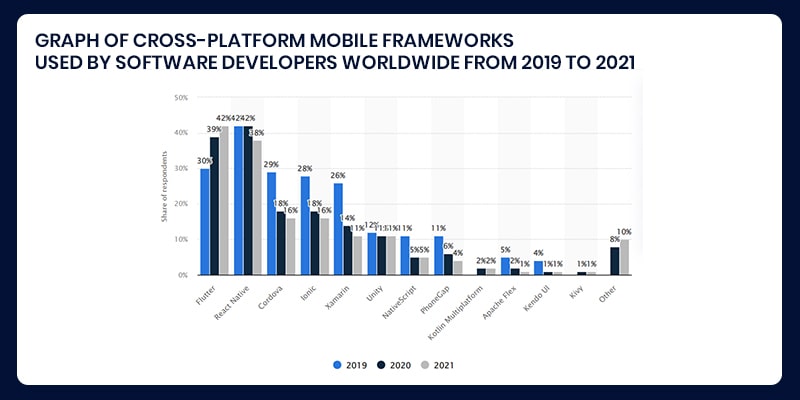 GRAPH OF CROSS-PLATFORM MOBILE FRAMEWORKS
USED BY SOFTWARE DEVELOPERS WORLDWIDE FROM 2019 TO 2021
Share of respondents
50%
40%
30%
20%
10%
0%
30% 39% 42%
42% 42% 38%
29% 18% 16%
28% 18% 16%
26% 14% 11%
12% 11% 11%
11% 5% 5%
11% 6% 4%
2% 2%
5% 2% 1%
4% 1% 1%
1% 1%
8% 10%
Flutter
React Native
Cordova
Ionic
Xamarin
Unity
NativeScript
PhoneGap
Kotlin Multiplatform
Apache Flex
Kendo UI
Kivy
Other
2019 2020 2021